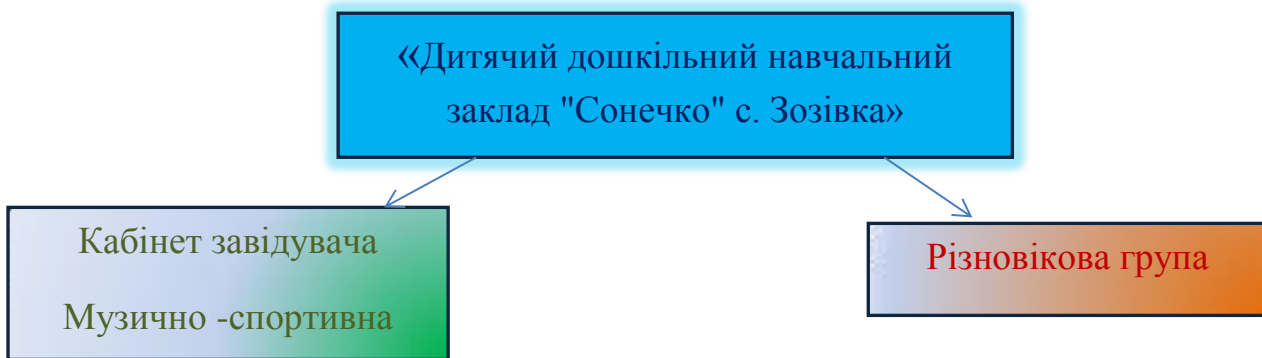 «Дитячий дошкільний навчальний
заклад "Сонечко" с. Зозівка»
Кабінет завідувача
Музично -спортивна
Різновікова група